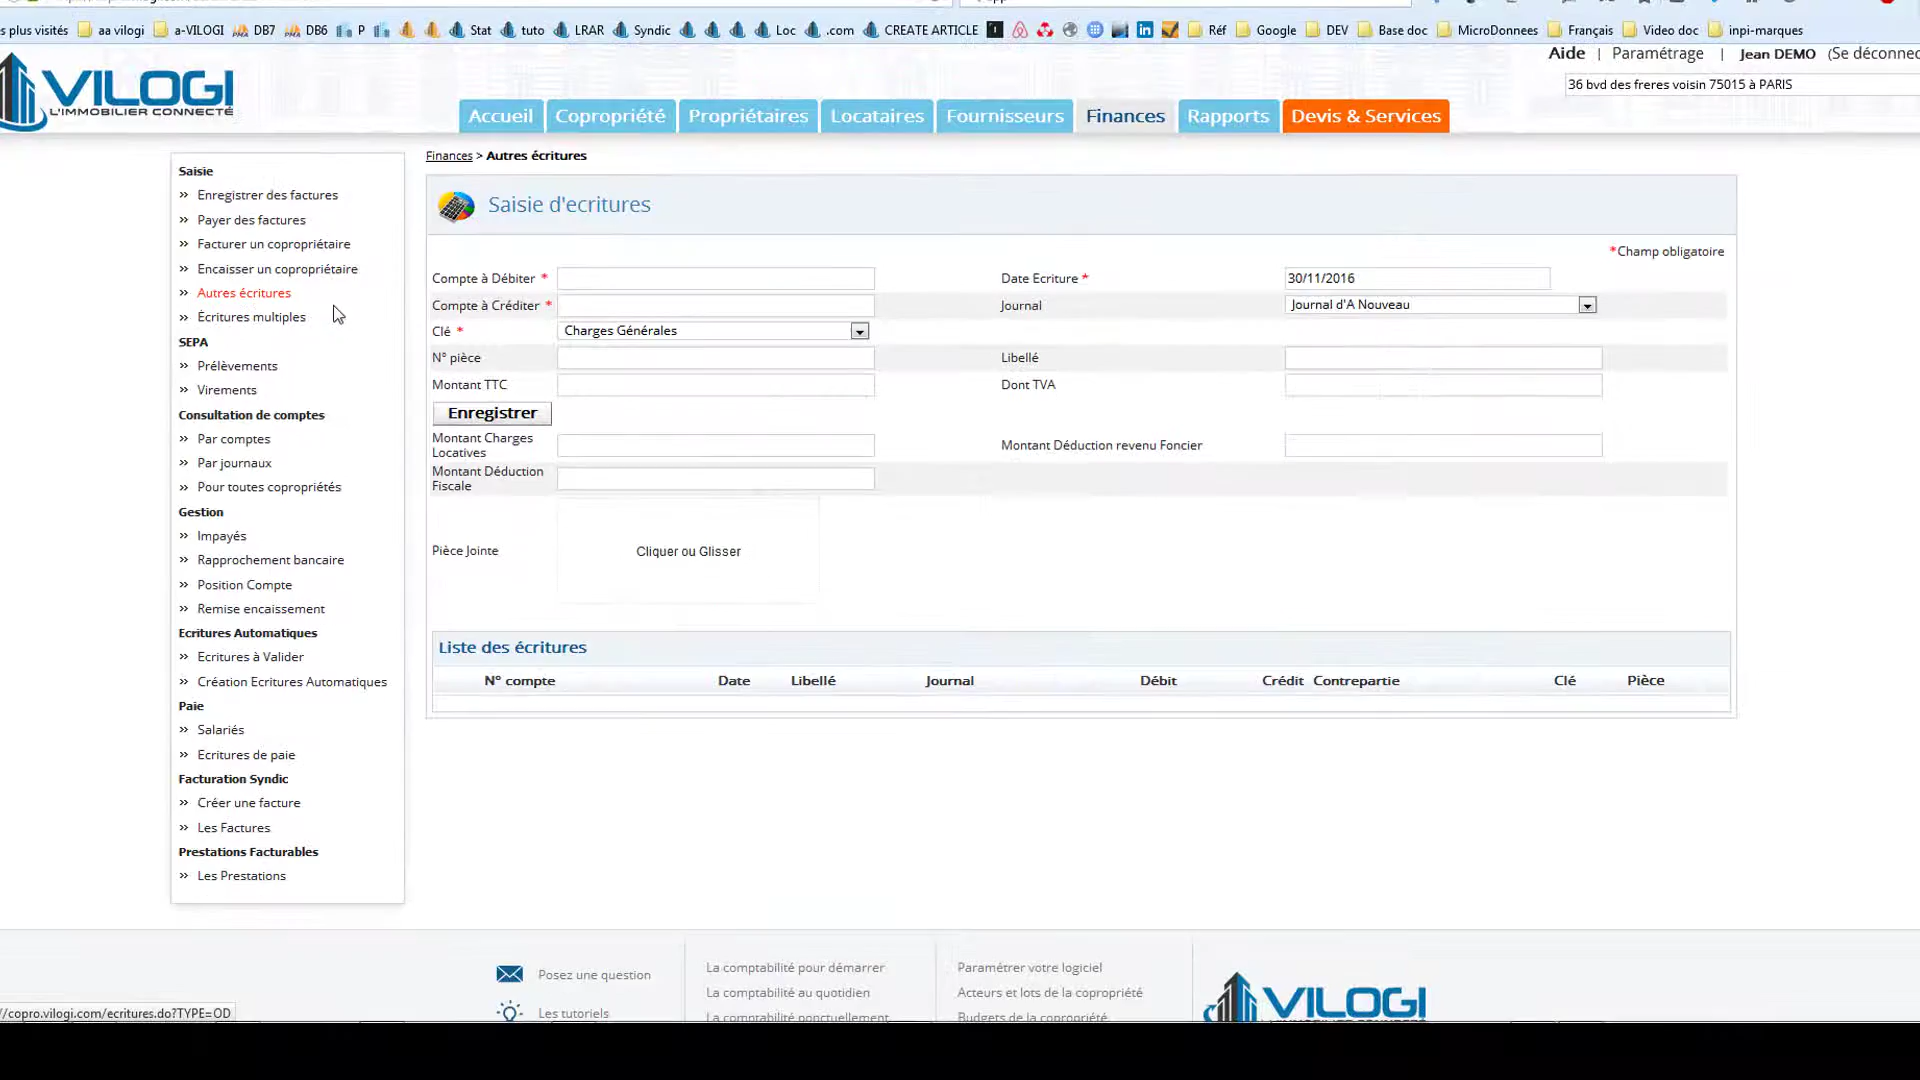 s plus visités aa vilogi a-VILOGI DB7 DB6 P Stat tuto LRAR Syndic Loc .com CREATE ARTICLE Réf Google DEV Base doc MicroDonnees Français Video doc inpi-marques
Aide | Paramétrage | Jean DEMO (Se déconnec
VILOGI
L'IMMOBILIER CONNECTÉ
36 bvd des freres voisin 75015 à PARIS
Accueil Copropriété Propriétaires Locataires Fournisseurs Finances Rapports Devis & Services
Finances > Autres écritures
Saisie
» Enregistrer des factures
» Payer des factures
» Facturer un copropriétaire
» Encaisser un copropriétaire
» Autres écritures
» Écritures multiples
SEPA
» Prélèvements
» Virements
Consultation de comptes
» Par comptes
» Par journaux
» Pour toutes copropriétés
Gestion
» Impayés
» Rapprochement bancaire
» Position Compte
» Remise encaissement
Ecritures Automatiques
» Ecritures à Valider
» Création Ecritures Automatiques
Paie
» Salariés
» Ecritures de paie
Facturation Syndic
» Créer une facture
» Les Factures
Prestations Facturables
» Les Prestations
Saisie d'ecritures
*Champ obligatoire
Compte à Débiter * Date Ecriture * 30/11/2016
Compte à Créditer * Journal Journal d'A Nouveau
Clé * Charges Générales
N° pièce Libellé
Montant TTC Dont TVA
Enregistrer
Montant Charges Locatives Montant Déduction revenu Foncier
Montant Déduction Fiscale
Pièce Jointe Cliquer ou Glisser
Liste des écritures
N° compte Date Libellé Journal Débit Crédit Contrepartie Clé Pièce
Posez une question
Les tutoriels
La comptabilité pour démarrer
La comptabilité au quotidien
La comptabilité ponctuellement
Paramétrer votre logiciel
Acteurs et lots de la copropriété
Budgets de la copropriété
VILOGI
//copro.vilogi.com/ecritures.do?TYPE=OD